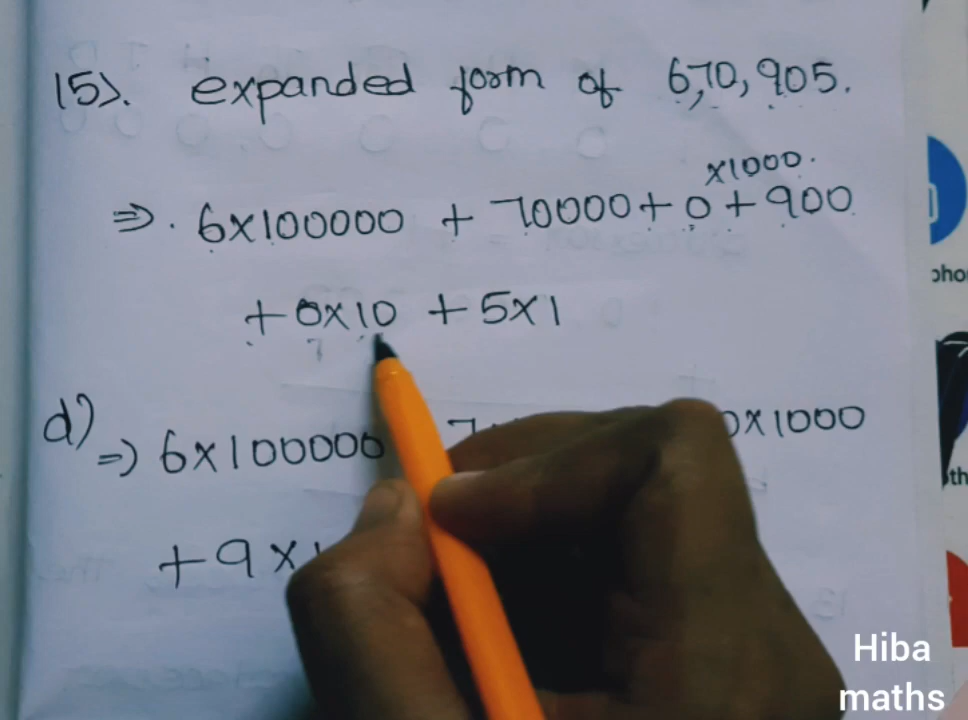 15). expanded form of 6,70,905.
×1000.
⇒. 6×100000 + 70000+0+900
+0×10 +5×1
d)
⇒) 6×100000 7 0×1000
+9×
Hiba
maths